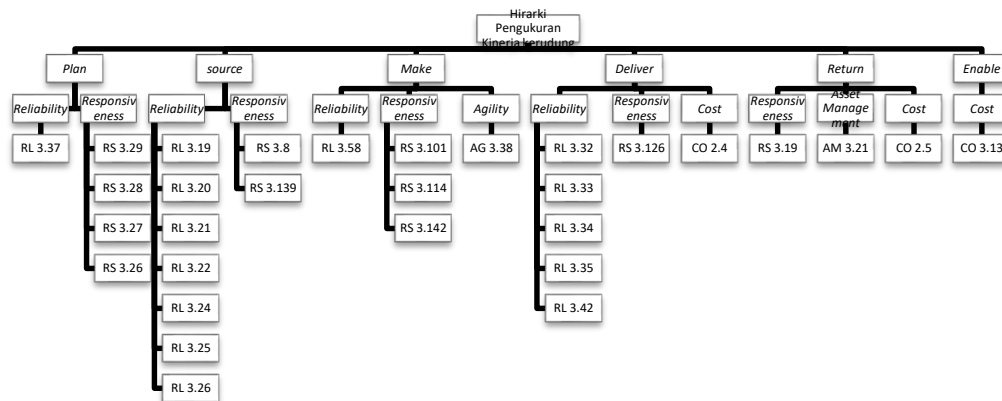 Hirarki
Pengukuran
Kinerja kerudung
Plan
source
Make
Deliver
Return
Enable
Reliability
Responsiv
eness
Reliability
Responsiv
eness
Reliability
Responsiv
eness
Agility
Reliability
Responsiv
eness
Cost
Responsiv
eness
Asset
Manage
ment
Cost
Cost
RL 3.37
RS 3.29
RL 3.19
RS 3.8
RL 3.58
RS 3.101
AG 3.38
RL 3.32
RS 3.126
CO 2.4
RS 3.19
AM 3.21
CO 2.5
CO 3.13
RS 3.28
RL 3.20
RS 3.139
RS 3.114
RL 3.33
RS 3.27
RL 3.21
RS 3.142
RL 3.34
RS 3.26
RL 3.22
RL 3.35
RL 3.24
RL 3.42
RL 3.25
RL 3.26